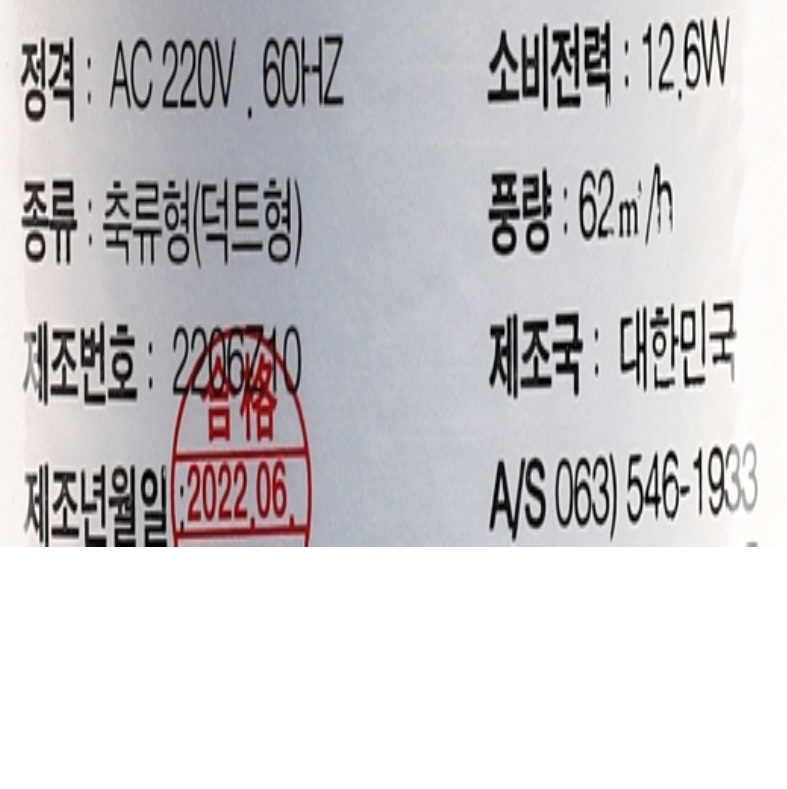 정격 : AC 220V . 60HZ
소비전력 : 12.6W
종류 : 축류형(덕트형)
풍량 : 62㎥/h
제조번호 : 2206210
合格
제조국 : 대한민국
제조년월일 : 2022.06.
A/S 063) 546-1933